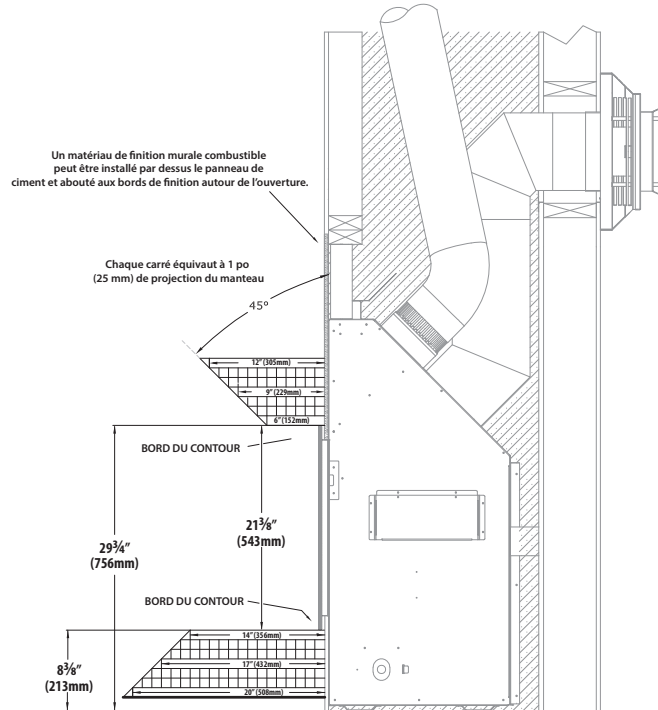 Un matériau de finition murale combustible
peut être installé par dessus le panneau de
ciment et abouté aux bords de finition autour de l'ouverture.
Chaque carré équivaut à 1 po
(25 mm) de projection du manteau
45º
12" (305mm)
9" (229mm)
6" (152mm)
BORD DU CONTOUR
21⅜"
(543mm)
29¾"
(756mm)
BORD DU CONTOUR
14" (356mm)
8⅜"
(213mm)
17" (432mm)
20" (508mm)